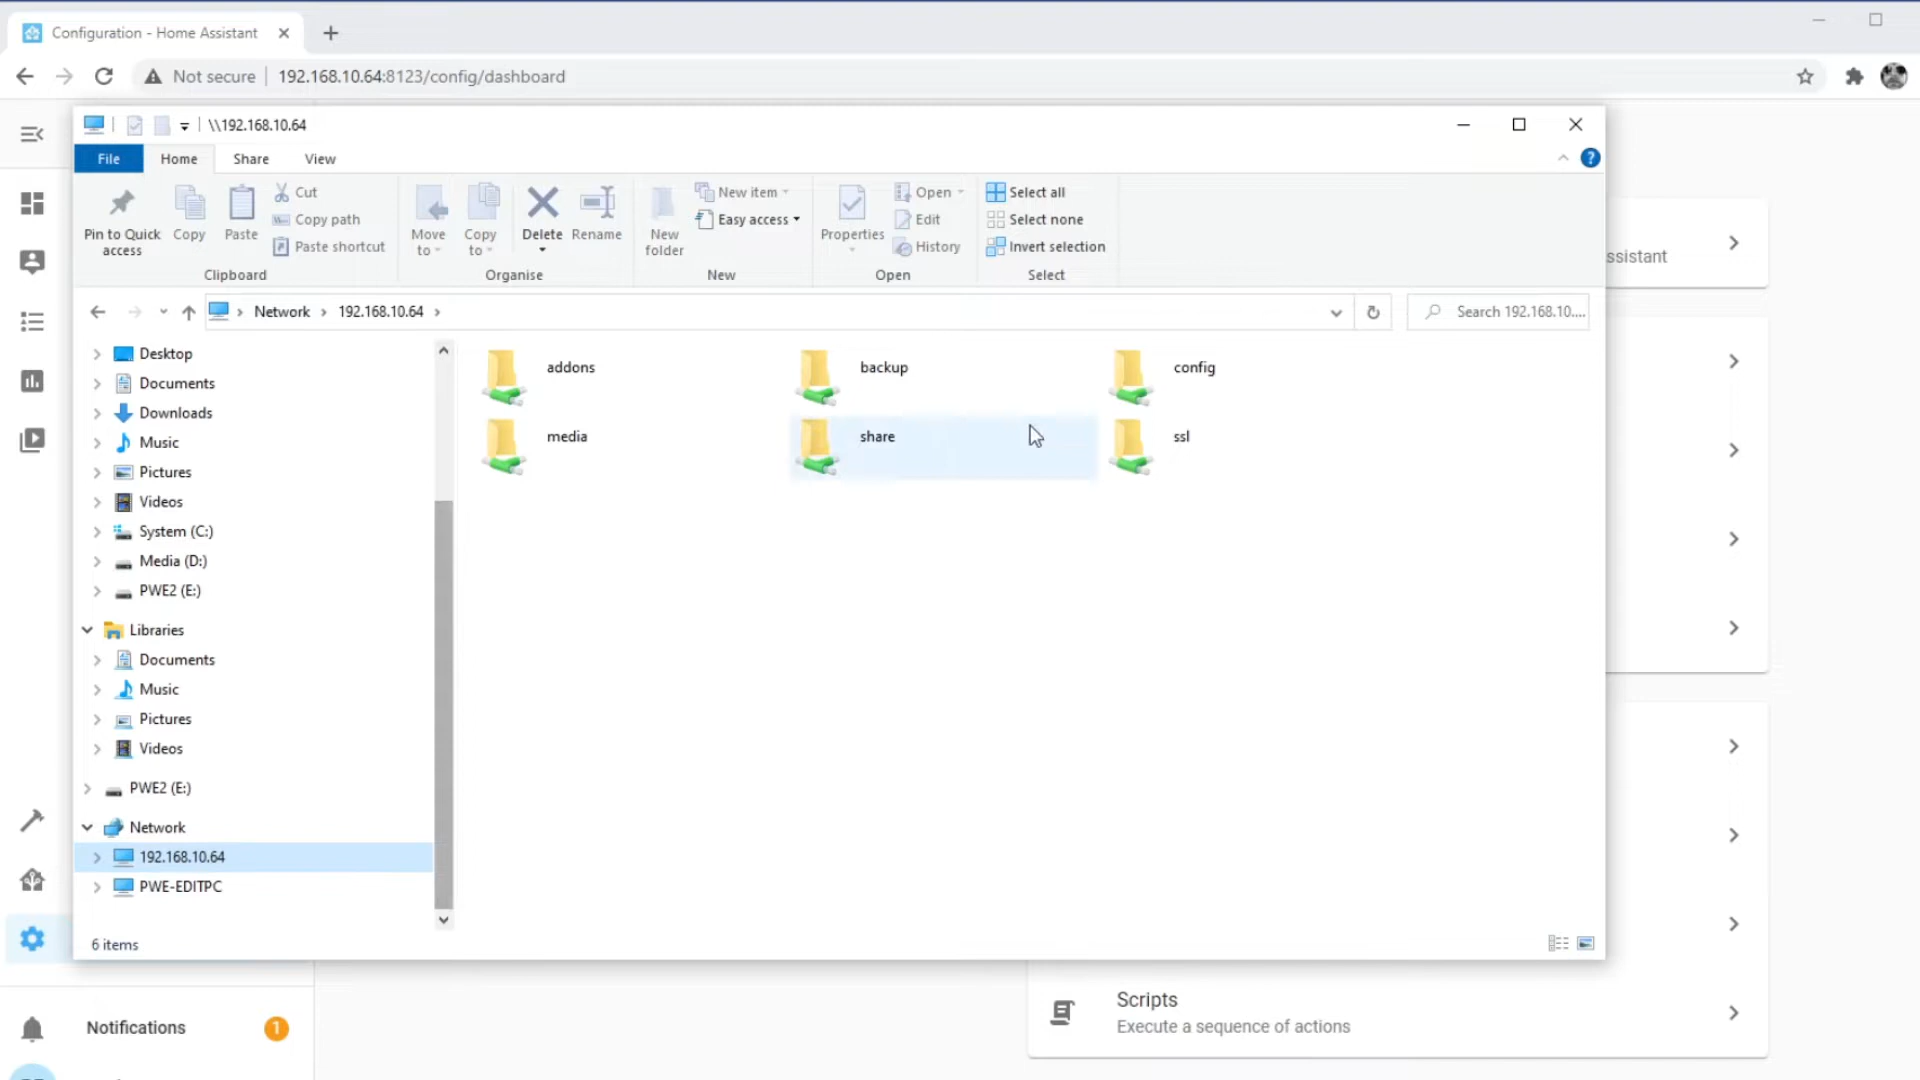 Configuration - Home Assistant
Not secure
192.168.10.64:8123/config/dashboard
\\192.168.10.64
File
Home
Share
View
Pin to Quick access
Copy
Paste
Cut
Copy path
Paste shortcut
Clipboard
Move to
Copy to
Delete
Rename
Organise
New folder
New item
Easy access
New
Properties
Open
Edit
History
Open
Select all
Select none
Invert selection
Select
ssistant
Network
192.168.10.64
Search 192.168.10....
Desktop
Documents
Downloads
Music
Pictures
Videos
System (C:)
Media (D:)
PWE2 (E:)
Libraries
Documents
Music
Pictures
Videos
PWE2 (E:)
Network
192.168.10.64
PWE-EDITPC
addons
backup
config
media
share
ssl
6 items
Notifications
1
Scripts
Execute a sequence of actions